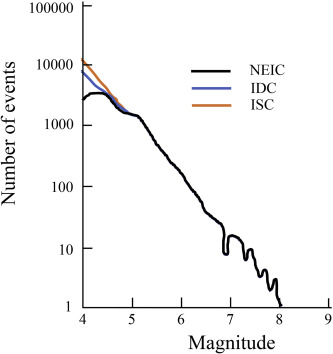 100000
10000
1000
100
10
1
Number of events
NEIC
IDC
ISC
4 5 6 7 8 9
Magnitude